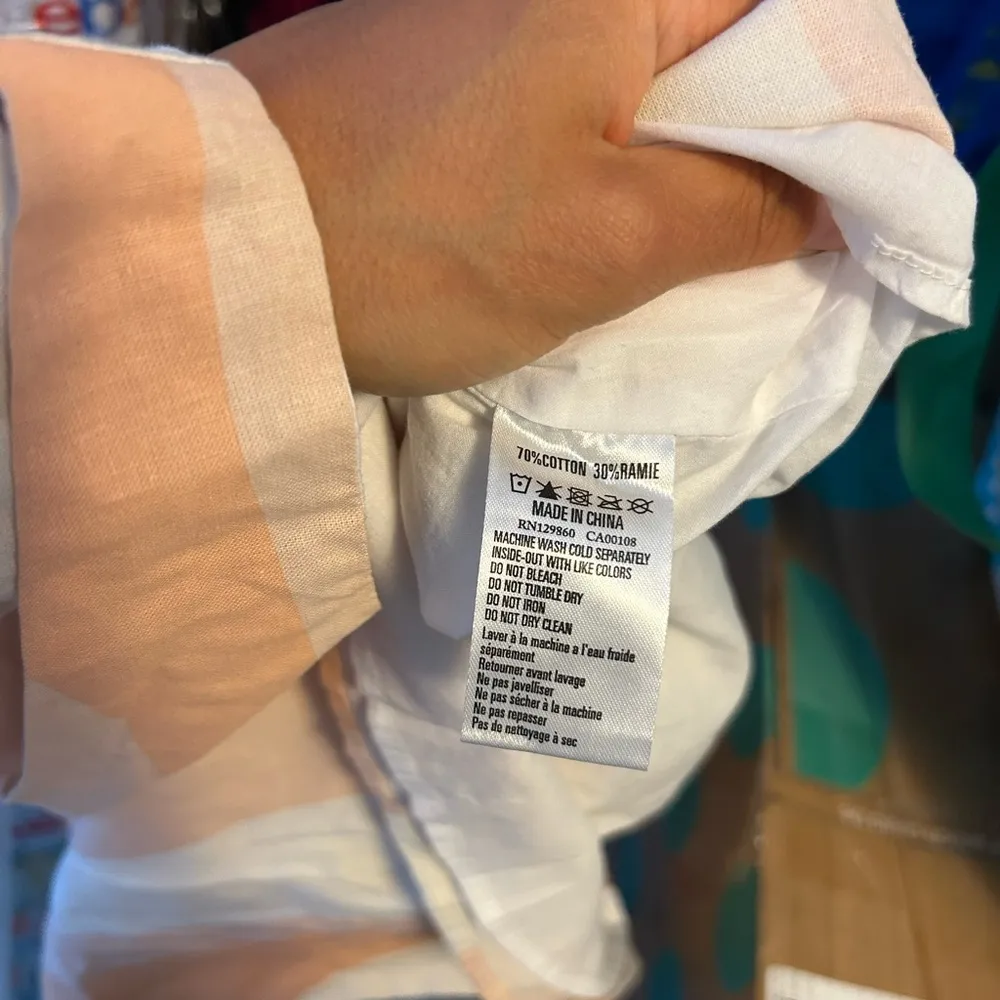 ep
70%COTTON 30%RAMIE
MADE IN CHINA
RN129860 CA00108
MACHINE WASH COLD SEPARATELY
INSIDE-OUT WITH LIKE COLORS
DO NOT BLEACH
DO NOT TUMBLE DRY
DO NOT IRON
DO NOT DRY CLEAN
Laver à la machine a l'eau froide
séparément
Retourner avant lavage
Ne pas javelliser
Ne pas sécher à la machine
Ne pas repasser
Pas de nettoyage à sec